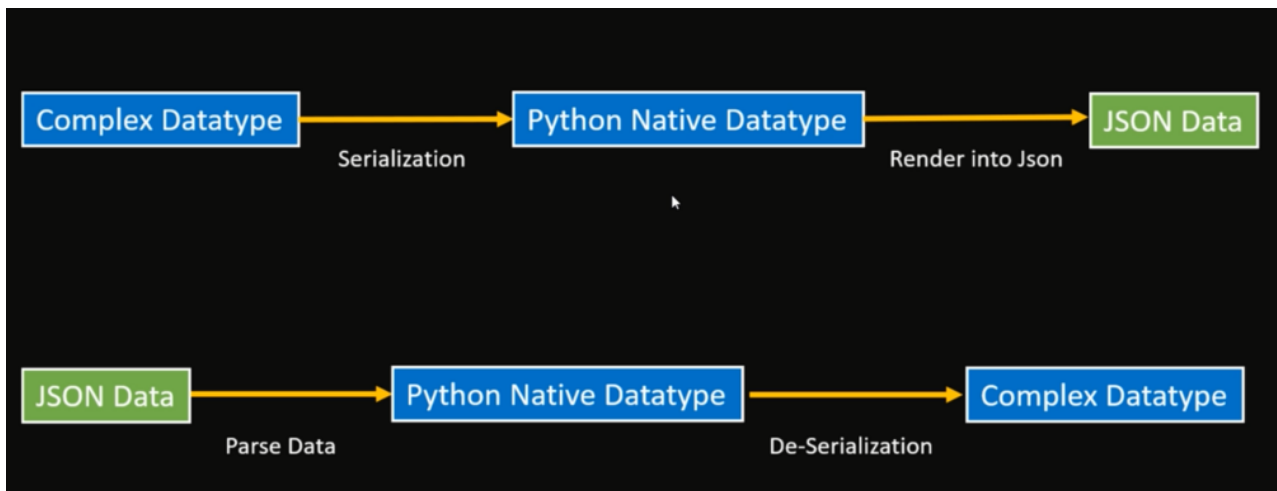 Complex Datatype
Serialization
Python Native Datatype
Render into Json
JSON Data
JSON Data
Parse Data
Python Native Datatype
De-Serialization
Complex Datatype